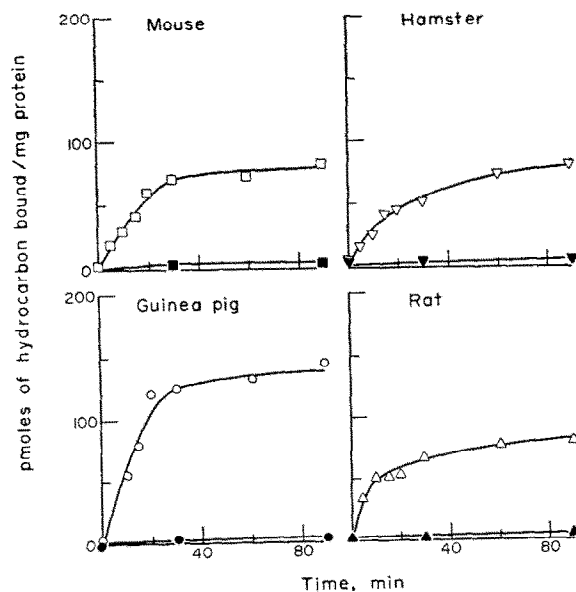 200
Mouse
Hamster
100
0
200
Guinea pig
Rat
100
0
40
80
40
80
Time, min
pmoles of hydrocarbon bound/mg protein